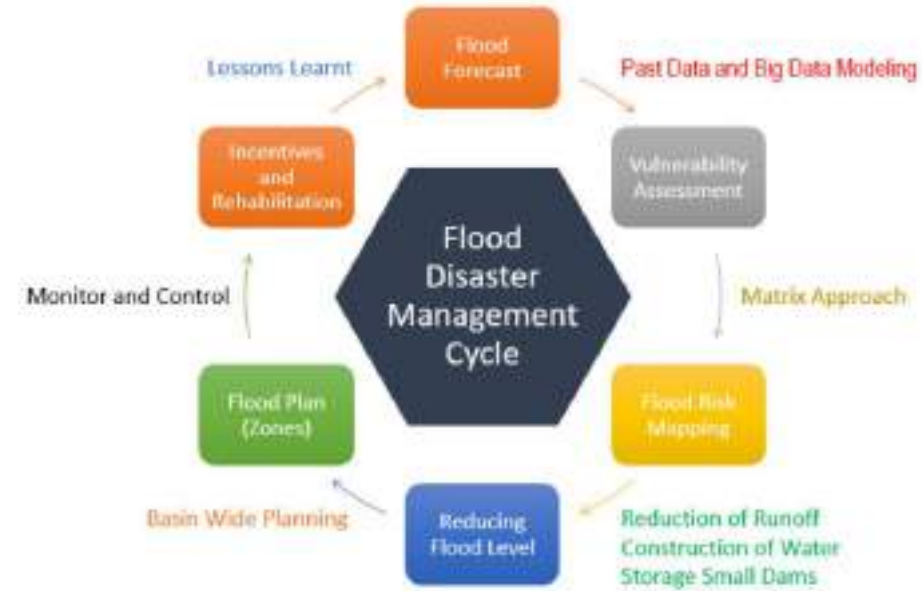 Flood
Forecast
Lessons Learnt
Past Data and Big Data Modeling
Incentives
and
Rehabilitation
Vulnerability
Assessment
Flood
Disaster
Management
Cycle
Monitor and Control
Matrix Approach
Flood Plan
(Zones)
Flood Risk
Mapping
Basin Wide Planning
Reducing
Flood Level
Reduction of Runoff
Construction of Water
Storage Small Dams